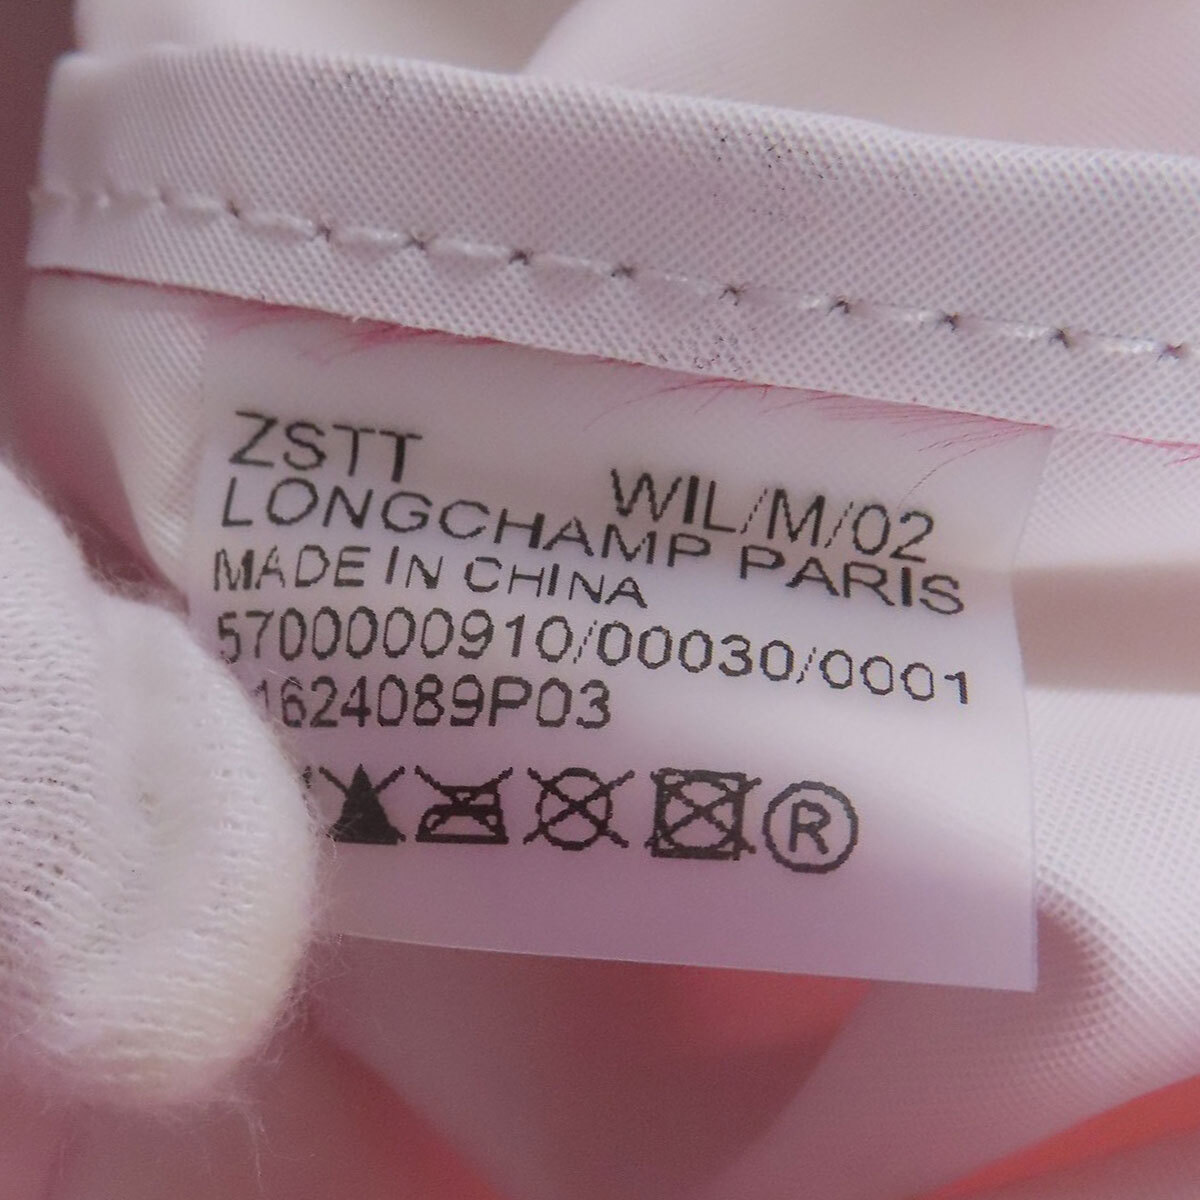 ZSTT WIL/M/02
LONGCHAMP PARIS
MADE IN CHINA
5700000910/00030/0001
1624089P03
®